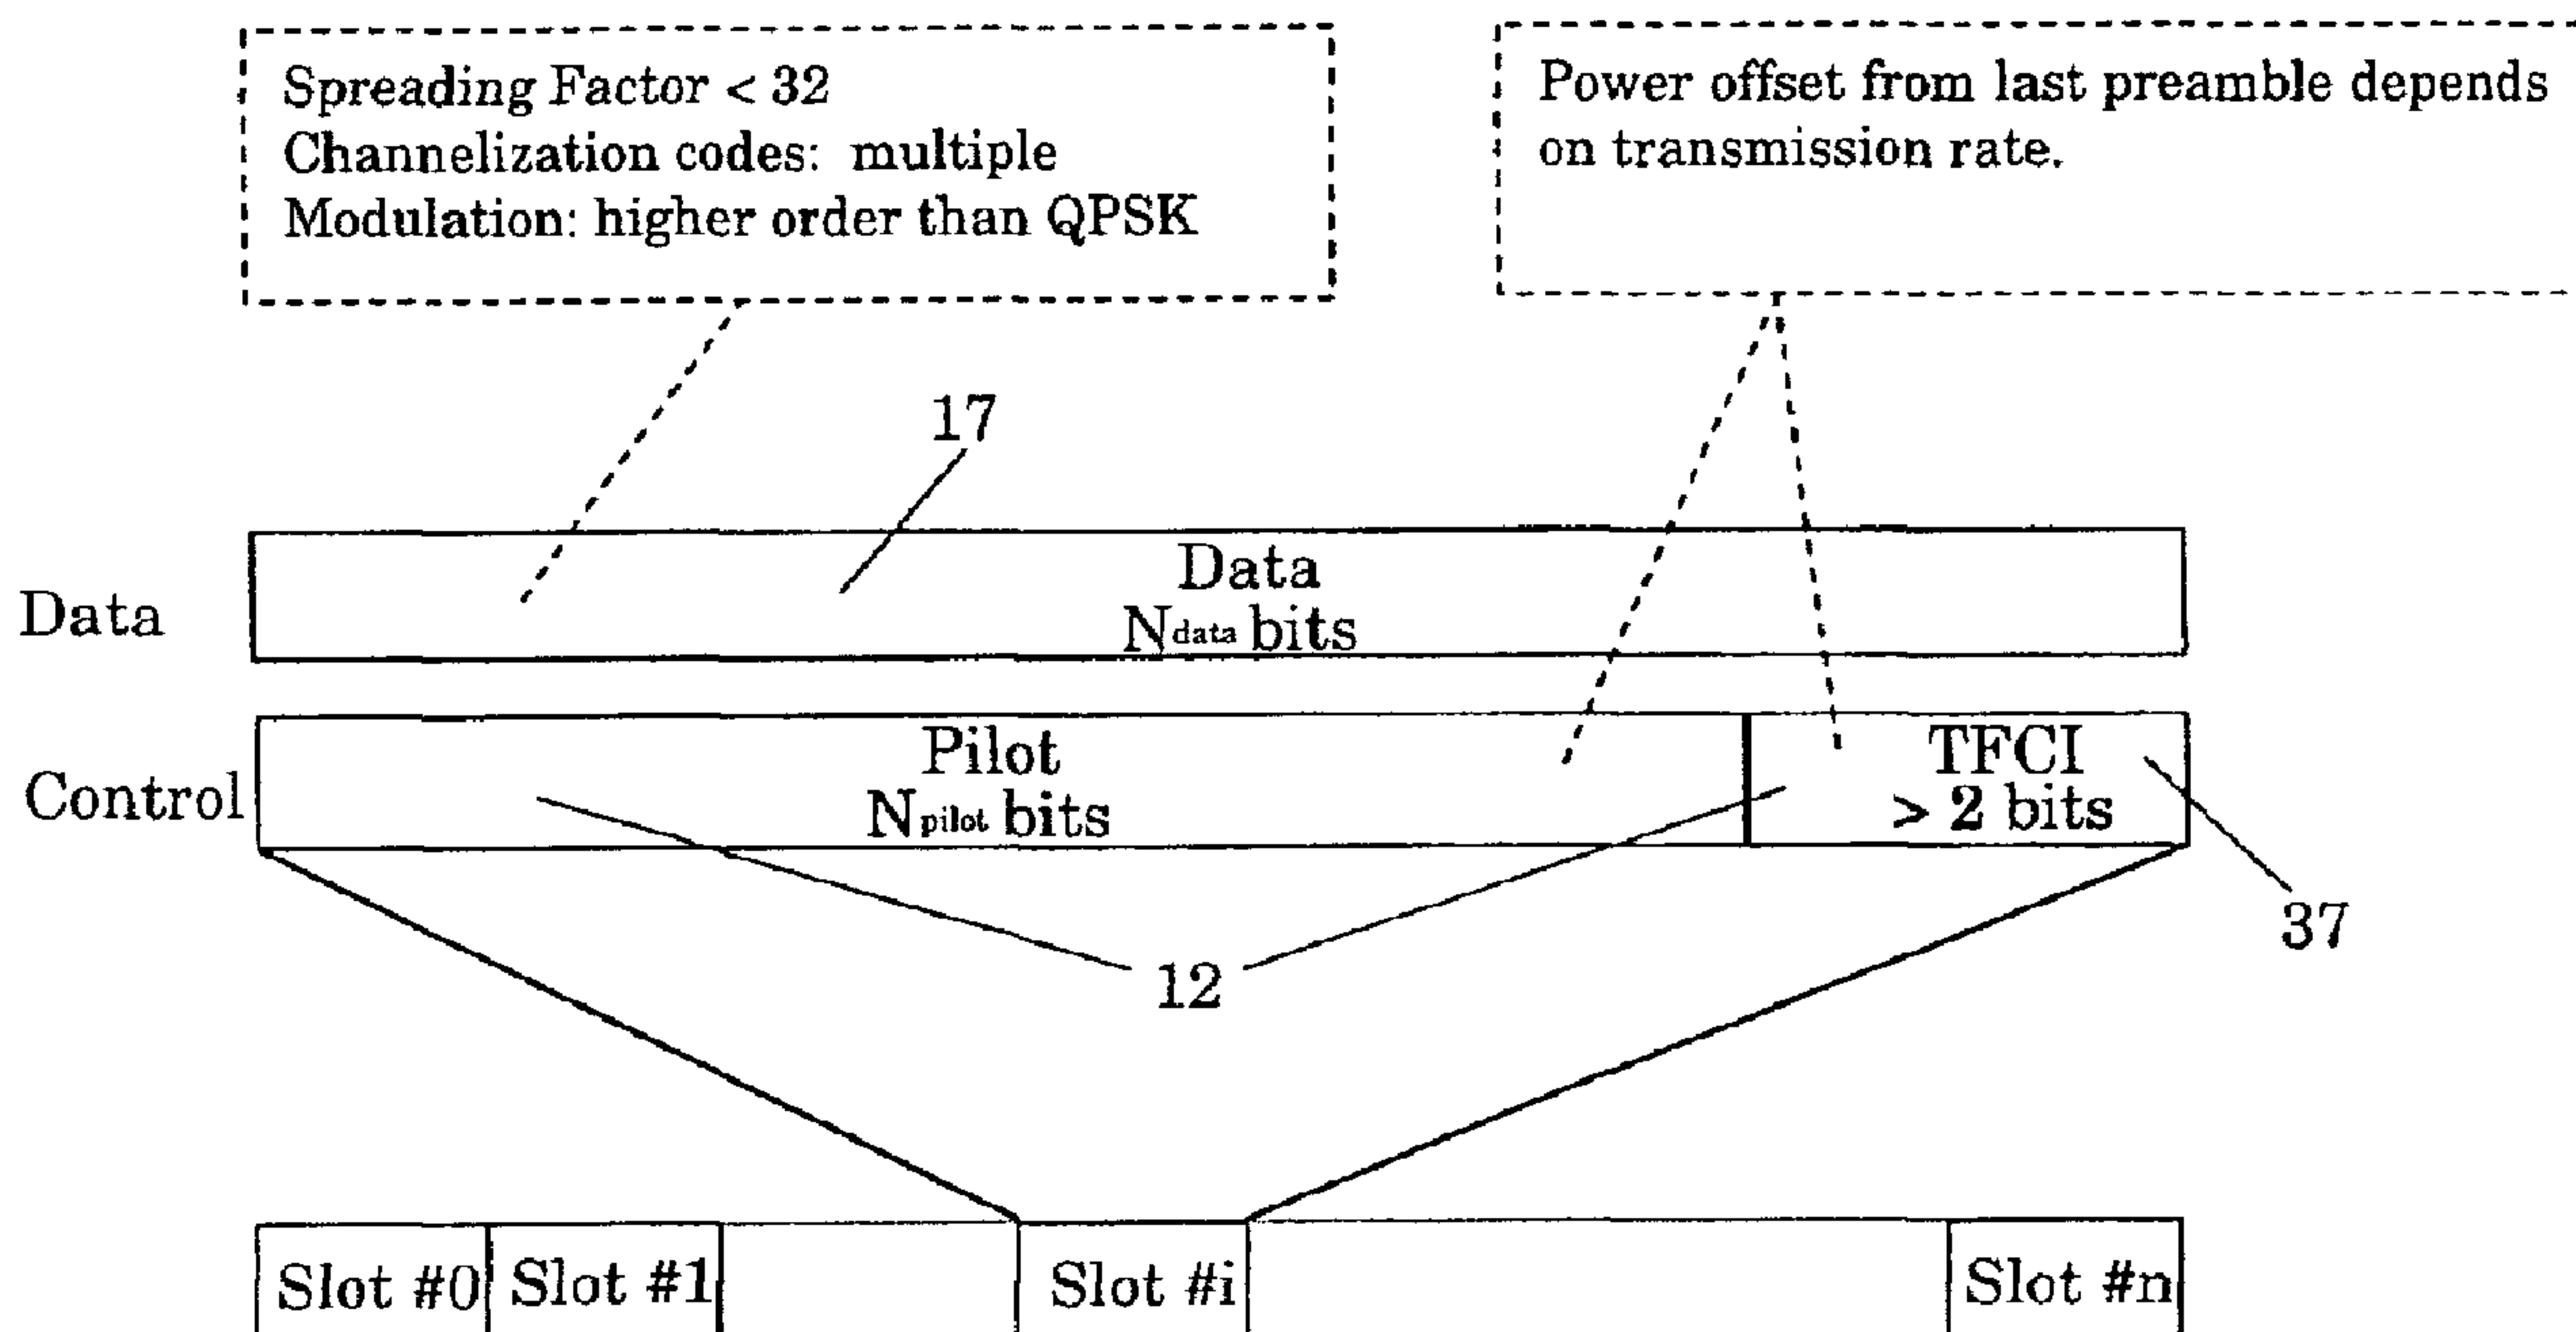 Spreading Factor < 32
Channelization codes: multiple
Modulation: higher order than QPSK
Power offset from last preamble depends
on transmission rate.
17
Data
Data
Ndata bits
Control
Pilot
Npilot bits
TFCI
> 2 bits
37
12
Slot #0
Slot #1
Slot #i
Slot #n